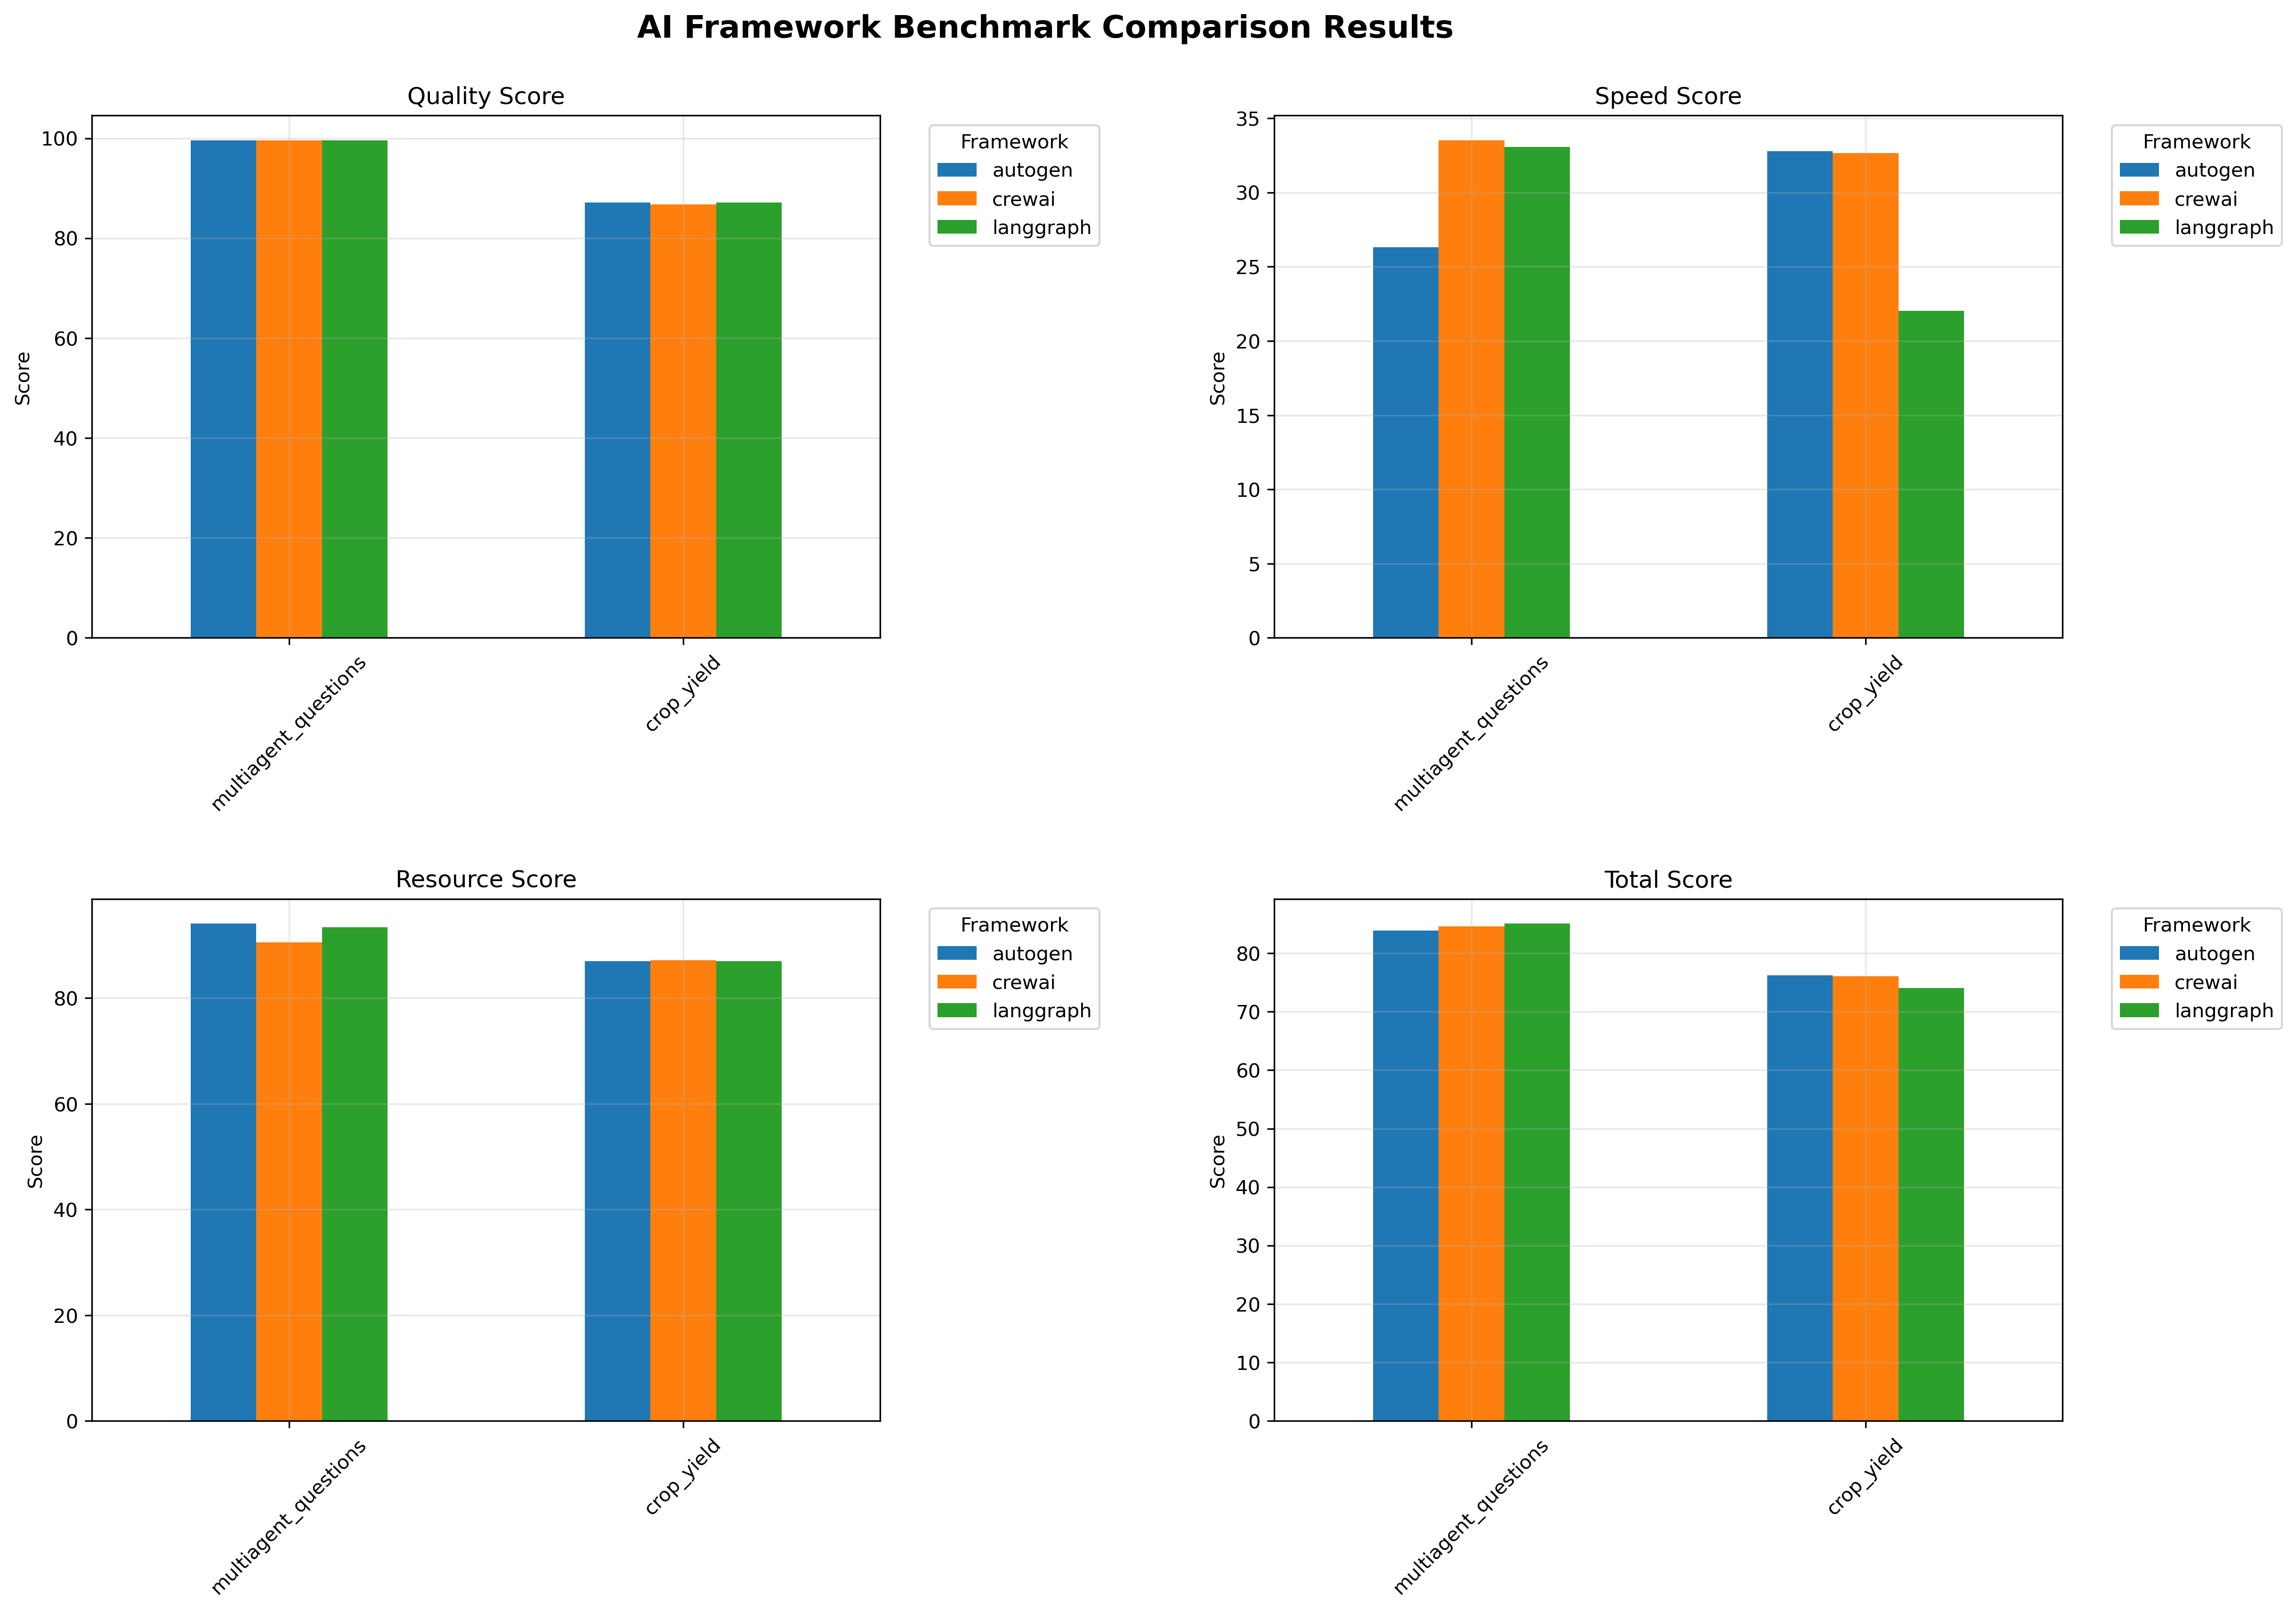 AI Framework Benchmark Comparison Results
Quality Score
Score
100
80
60
40
20
0
multiagent_questions
crop_yield
Framework
autogen
crewai
langgraph
Speed Score
Score
35
30
25
20
15
10
5
0
multiagent_questions
crop_yield
Framework
autogen
crewai
langgraph
Resource Score
Score
80
60
40
20
0
multiagent_questions
crop_yield
Framework
autogen
crewai
langgraph
Total Score
Score
80
70
60
50
40
30
20
10
0
multiagent_questions
crop_yield
Framework
autogen
crewai
langgraph